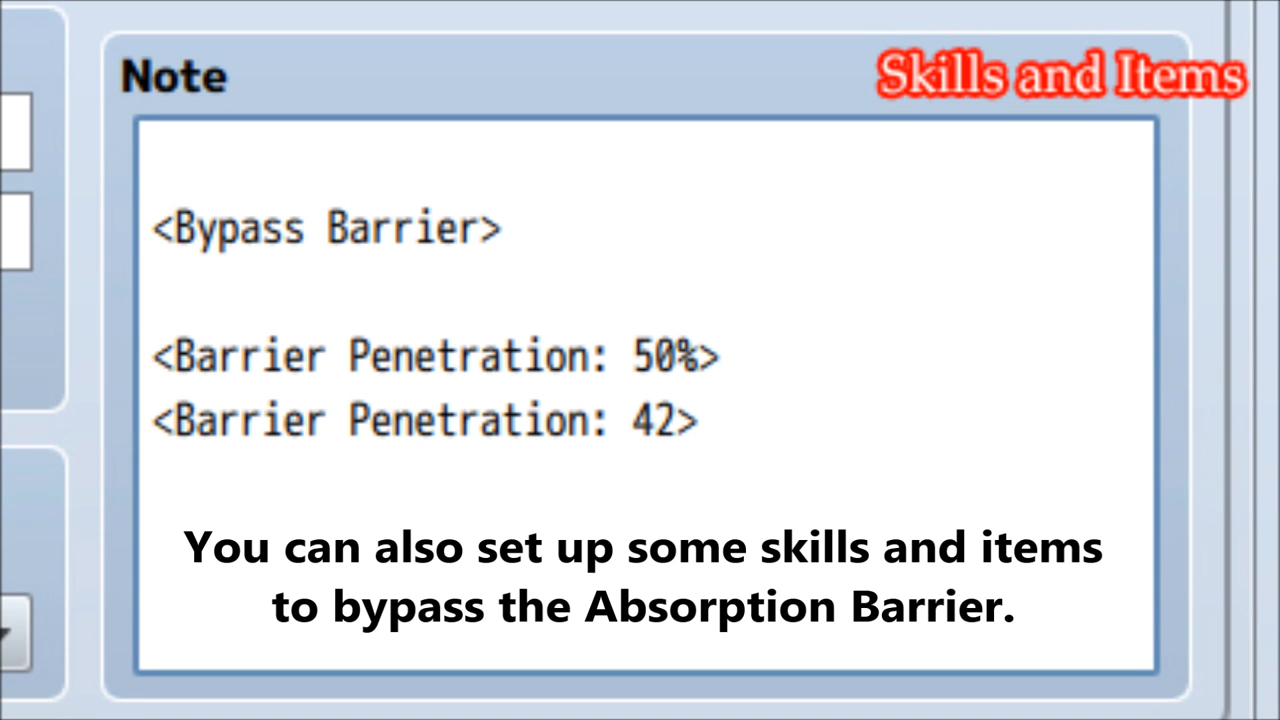 Note
Skills and Items
<Bypass Barrier>
<Barrier Penetration: 50%>
<Barrier Penetration: 42>
You can also set up some skills and items
to bypass the Absorption Barrier.